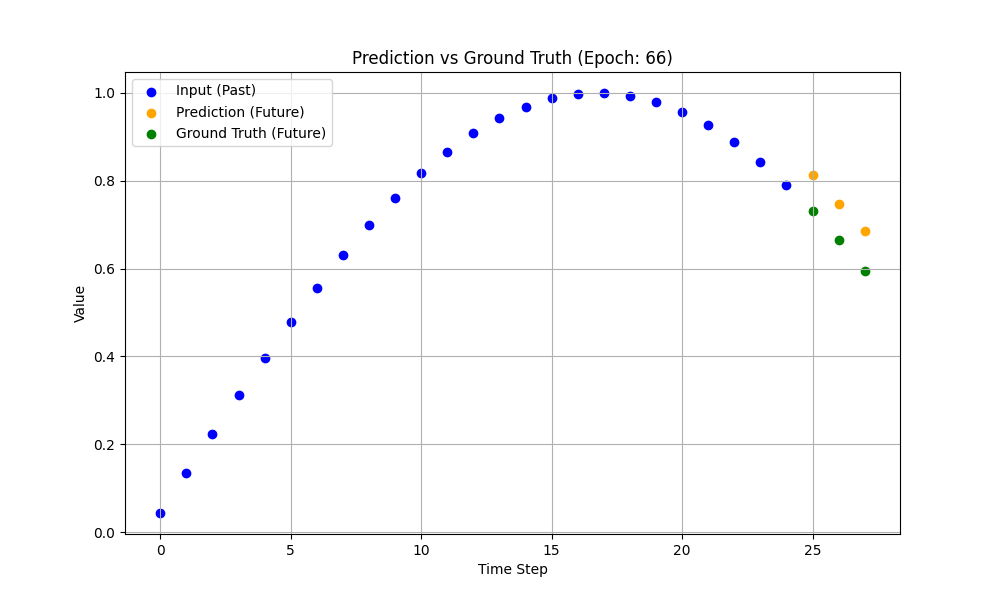 Prediction vs Ground Truth (Epoch: 66)
Input (Past)
Prediction (Future)
Ground Truth (Future)
1.0
0.8
0.6
0.4
0.2
0.0
Value
0 5 10 15 20 25
Time Step